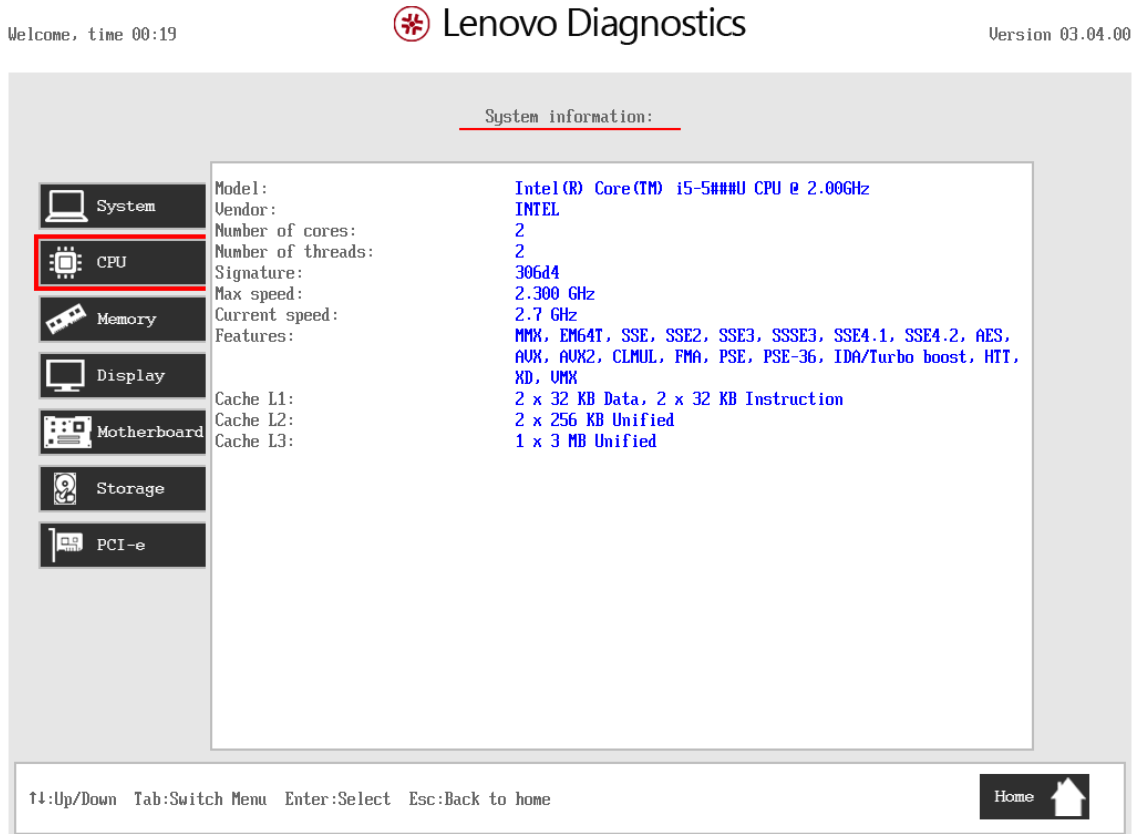 Welcome, time 00:19
Lenovo Diagnostics
Version 03.04.00
System information:
System
CPU
Memory
Display
Motherboard
Storage
PCI-e
Model: Intel(R) Core(TM) i5-5###U CPU @ 2.00GHz
Vendor: INTEL
Number of cores: 2
Number of threads: 2
Signature: 306d4
Max speed: 2.300 GHz
Current speed: 2.7 GHz
Features: MMX, EM64T, SSE, SSE2, SSE3, SSSE3, SSE4.1, SSE4.2, AES,
AVX, AVX2, CLMUL, FMA, PSE, PSE-36, IDA/Turbo boost, HTT,
XD, VMX
Cache L1: 2 x 32 KB Data, 2 x 32 KB Instruction
Cache L2: 2 x 256 KB Unified
Cache L3: 1 x 3 MB Unified
↑↓:Up/Down Tab:Switch Menu Enter:Select Esc:Back to home
Home